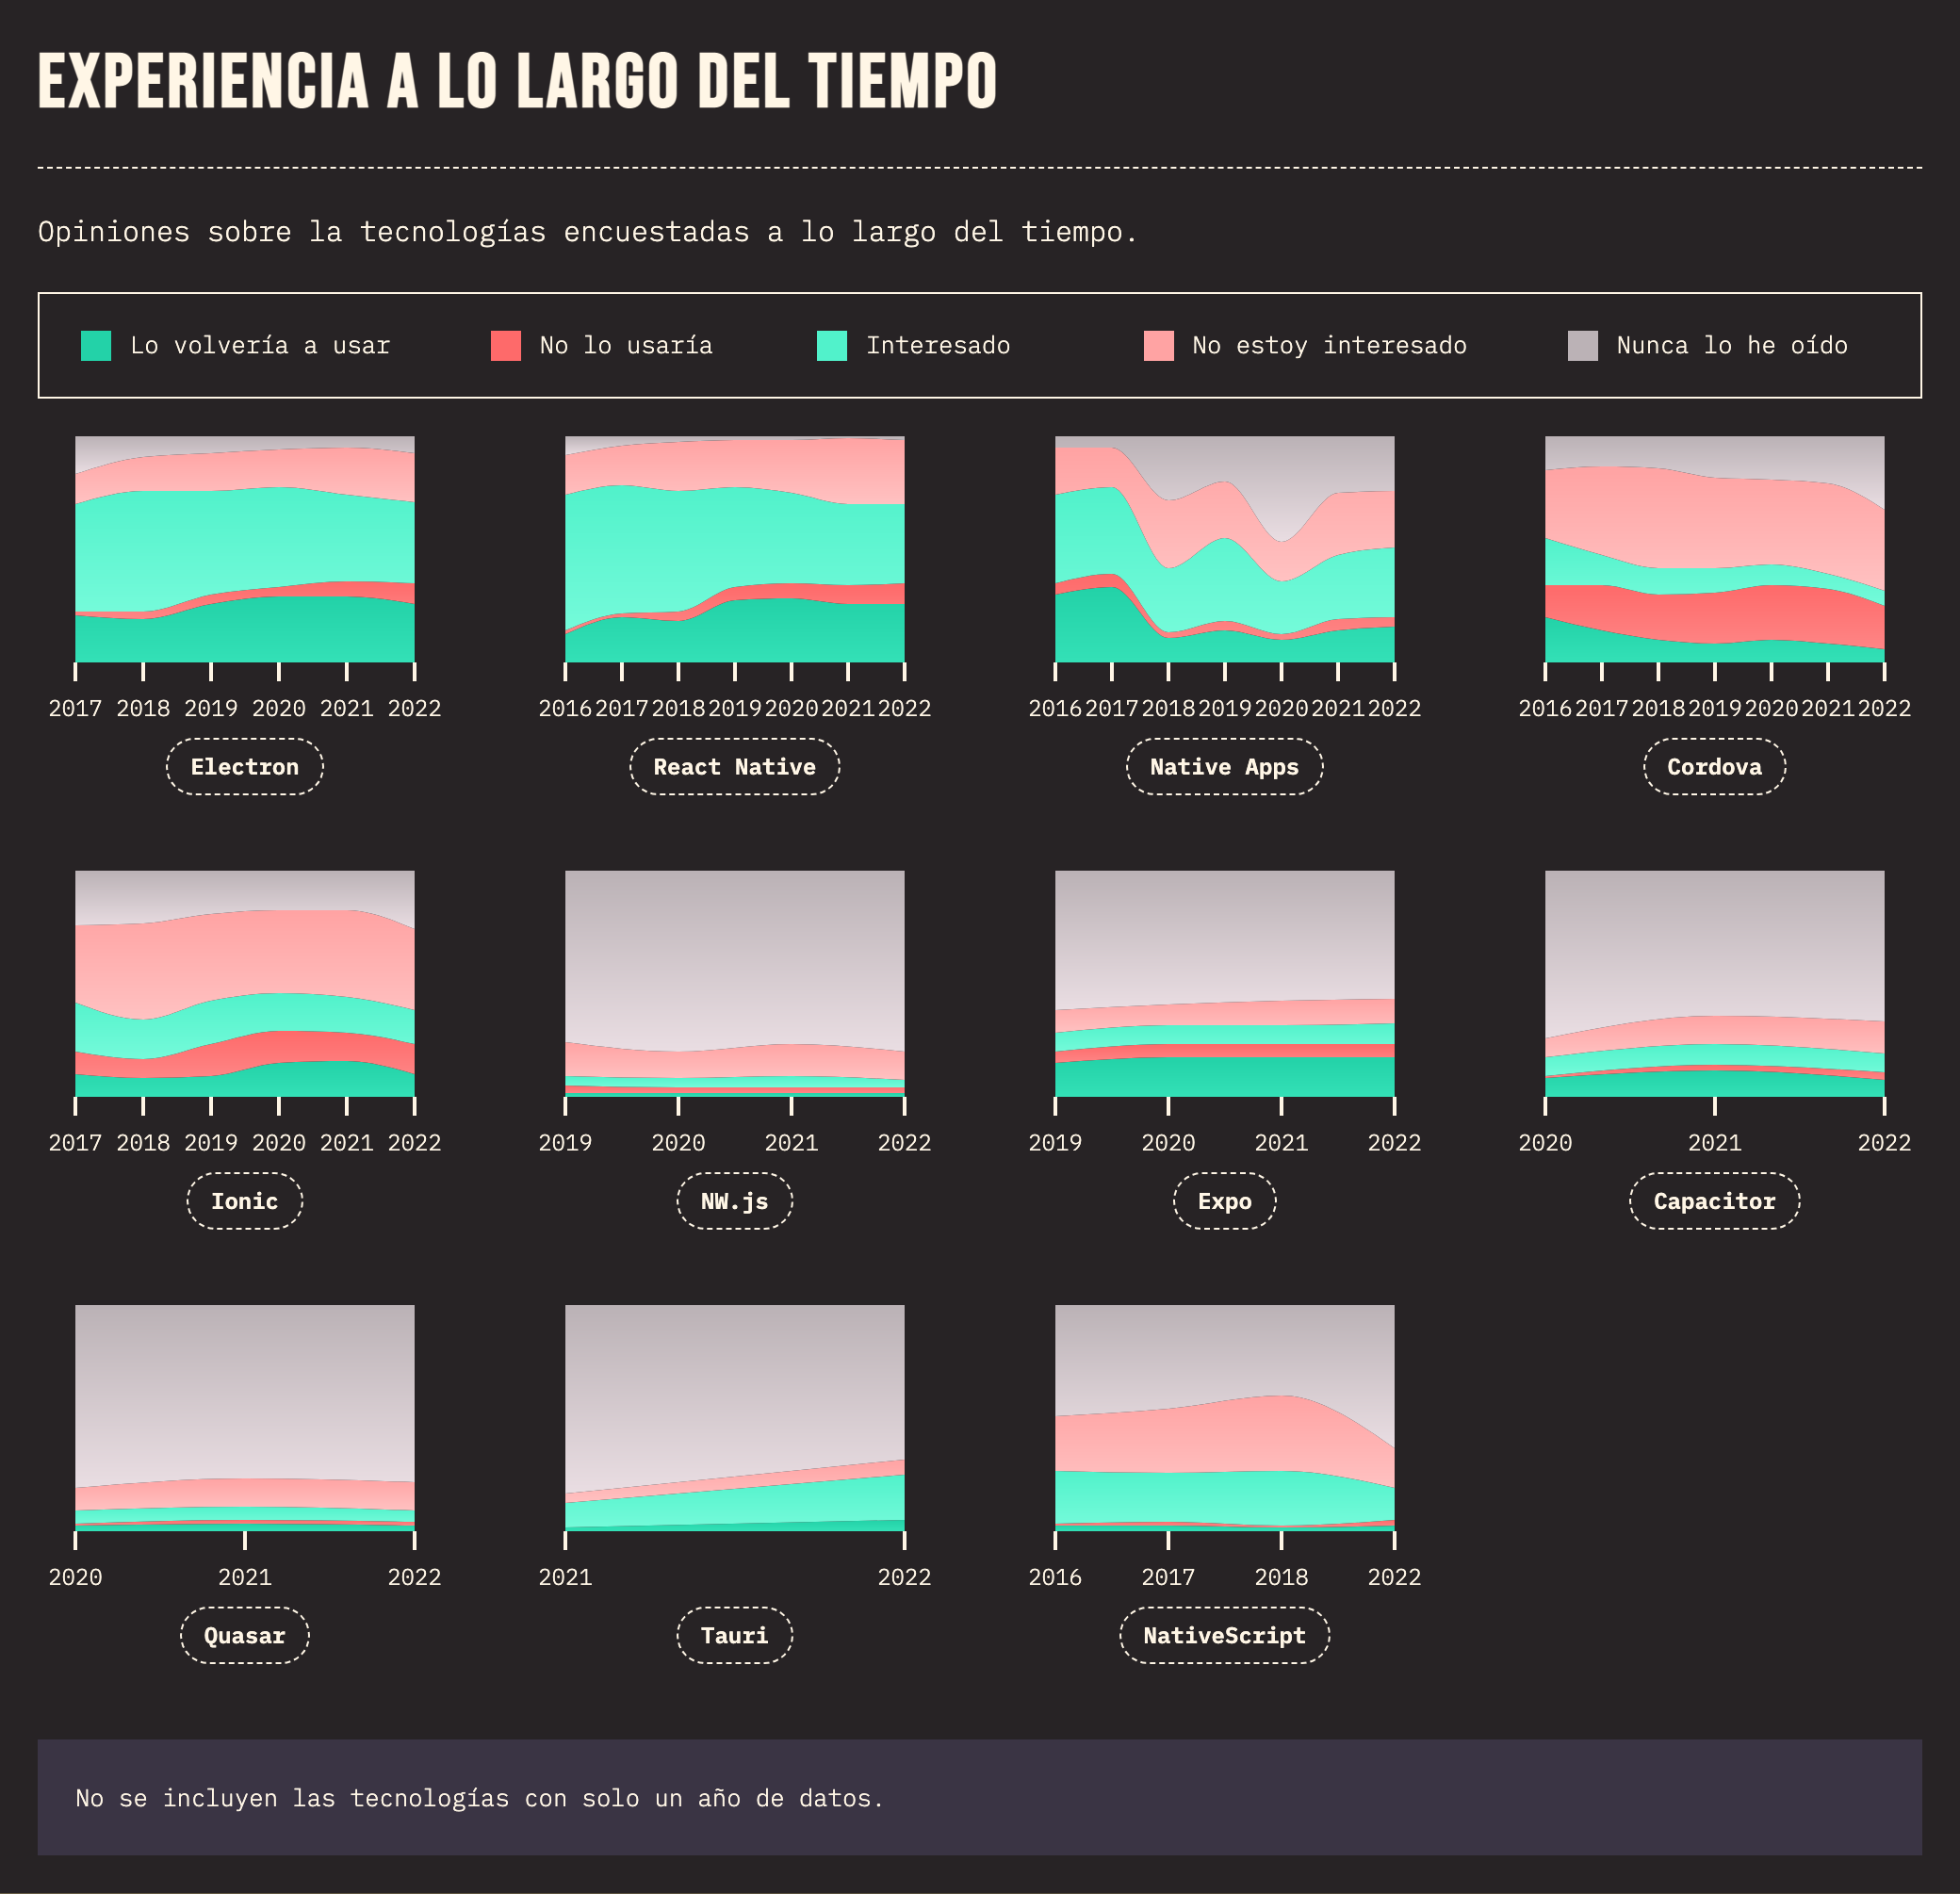 EXPERIENCIA A LO LARGO DEL TIEMPO
Opiniones sobre la tecnologías encuestadas a lo largo del tiempo.
Lo volvería a usar No lo usaría Interesado No estoy interesado Nunca lo he oído
2017 2018 2019 2020 2021 2022
Electron
2016 2017 2018 2019 2020 2021 2022
React Native
2016 2017 2018 2019 2020 2021 2022
Native Apps
2016 2017 2018 2019 2020 2021 2022
Cordova
2017 2018 2019 2020 2021 2022
Ionic
2019 2020 2021 2022
NW.js
2019 2020 2021 2022
Expo
2020 2021 2022
Capacitor
2020 2021 2022
Quasar
2021 2022
Tauri
2016 2017 2018 2022
NativeScript
No se incluyen las tecnologías con solo un año de datos.